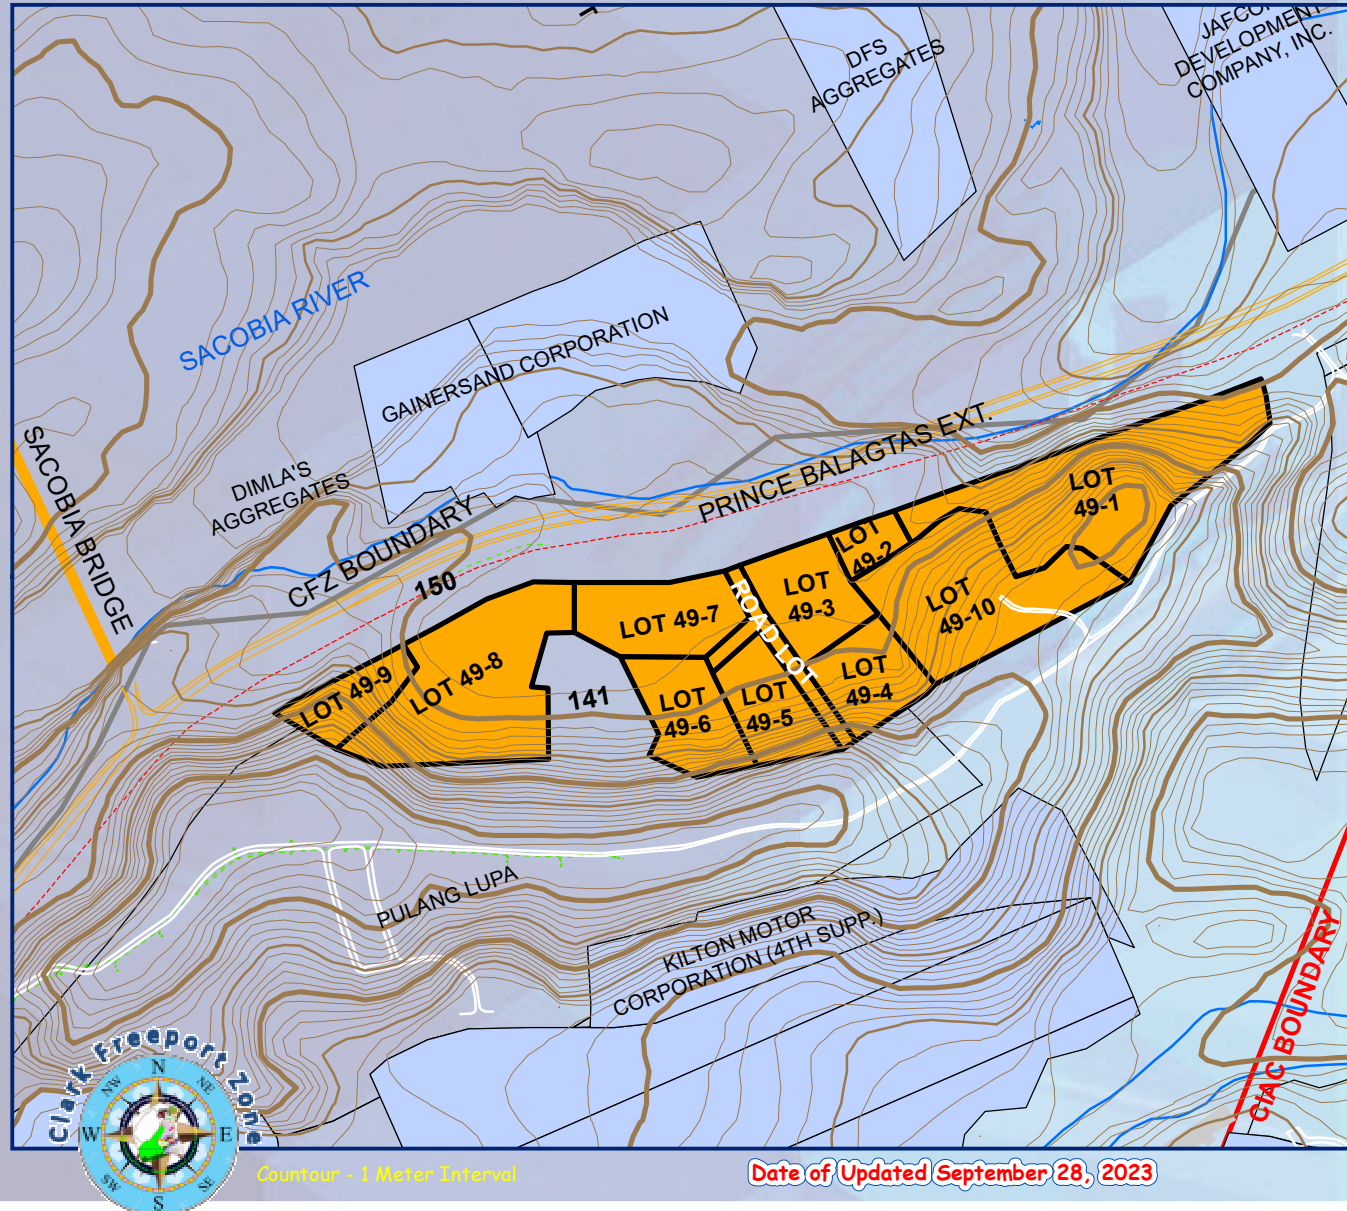 DFS
AGGREGATES
DEVELOPMENT
COMPANY, INC.
SACOBIA RIVER
GAINERSAND CORPORATION
SACOBIA BRIDGE
DIMLA'S
AGGREGATES
CFZ BOUNDARY
PRINCE BALAGTAS EXT.
150
LOT
49-1
LOT
49-2
LOT
49-3
LOT 49-7
ROAD LOT
LOT
49-10
LOT 49-9
LOT 49-8
141
LOT
49-6
LOT
49-5
LOT
49-4
PULANG LUPA
KILTON MOTOR
CORPORATION (4TH SUPP.)
CIAC BOUNDARY
Clark Freeport Zone
N
NW
NE
W
E
SW
SE
S
Countour - 1 Meter Interval
Date of Updated September 28, 2023